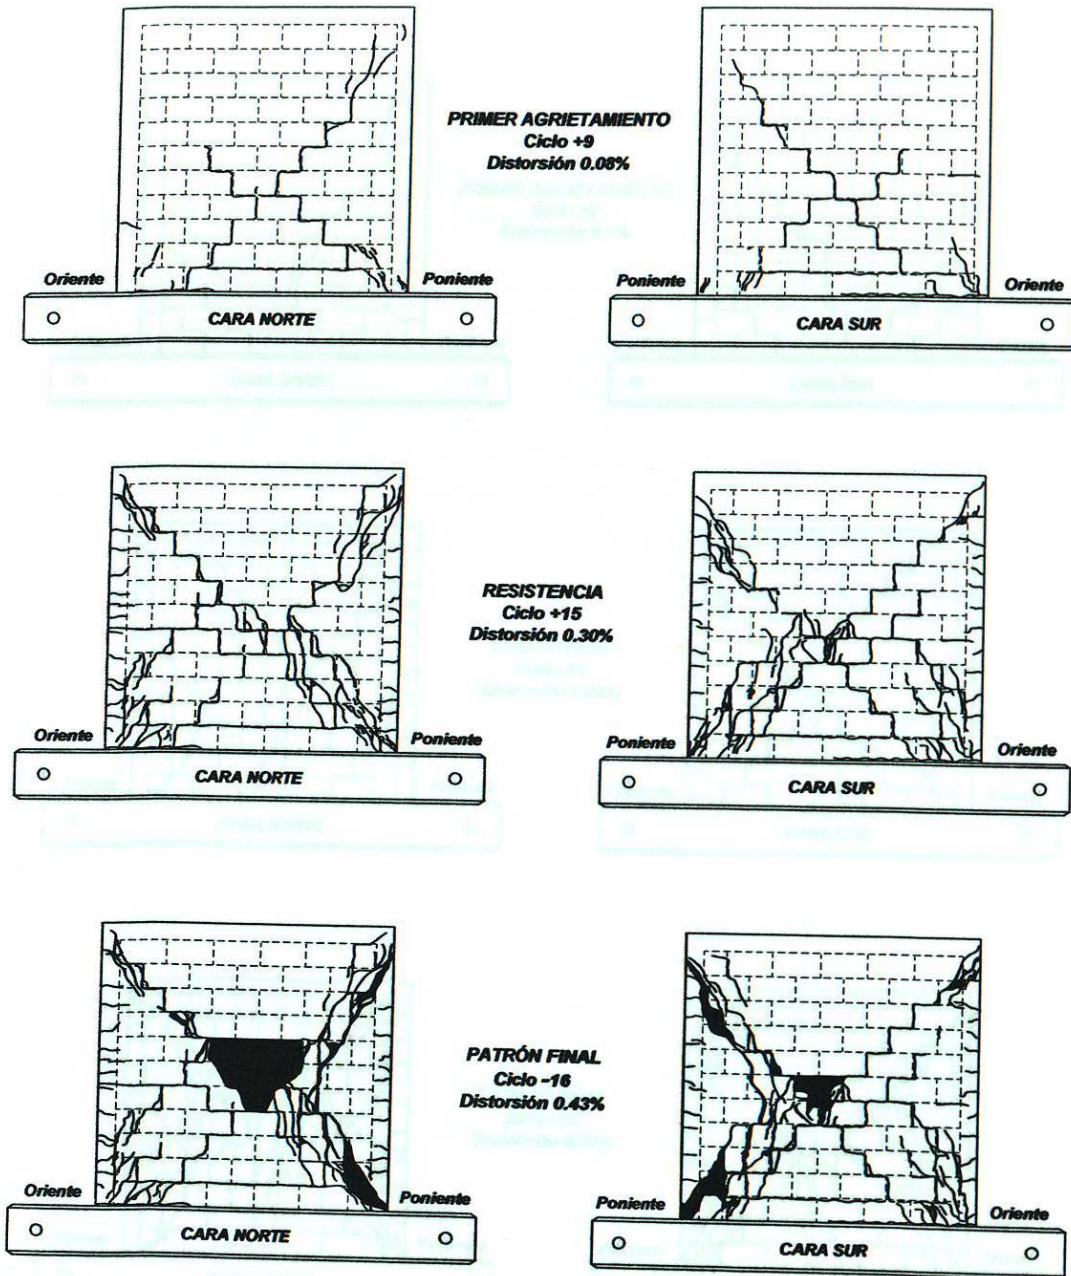 PRIMER AGRIETAMIENTO
Ciclo +9
Distorsión 0.08%
Oriente
Poniente
CARA NORTE
Poniente
Oriente
CARA SUR
RESISTENCIA
Ciclo +15
Distorsión 0.30%
Oriente
Poniente
CARA NORTE
Poniente
Oriente
CARA SUR
PATRÓN FINAL
Ciclo -16
Distorsión 0.43%
Oriente
Poniente
CARA NORTE
Poniente
Oriente
CARA SUR